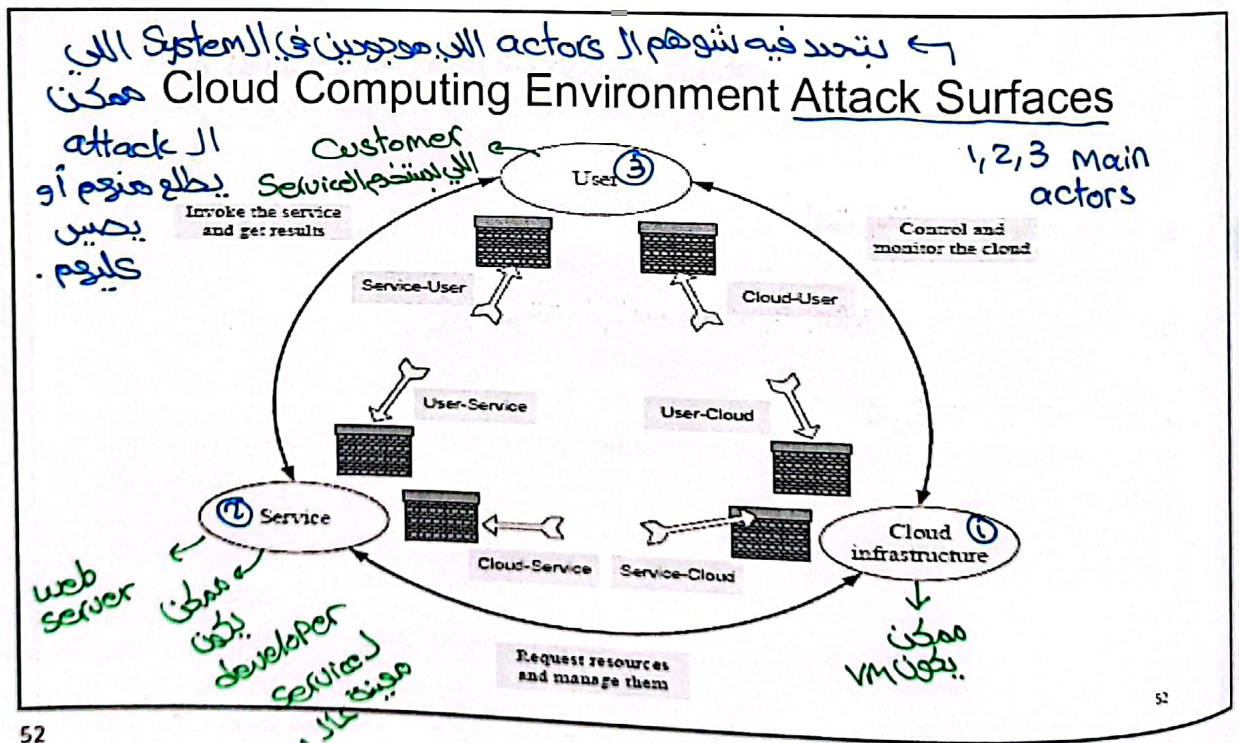 ← بتحدد فيه شوهم ال actors اللي موجودين في ال System اللي
ممكن
ال attack
يطلع منهم أو
يصير
عليهم.
Cloud Computing Environment Attack Surfaces
1,2,3 Main
actors
Customer
اللي بستخدم ال Service
User ③
Invoke the service
and get results
Control and
monitor the cloud
Service-User
Cloud-User
User-Service
User-Cloud
② Service
Cloud ①
infrastructure
Cloud-Service
Service-Cloud
web
server
ممكن
يكون
developer
ل service
معينة
ممكن
يكون VM
Request resources
and manage them
52
52